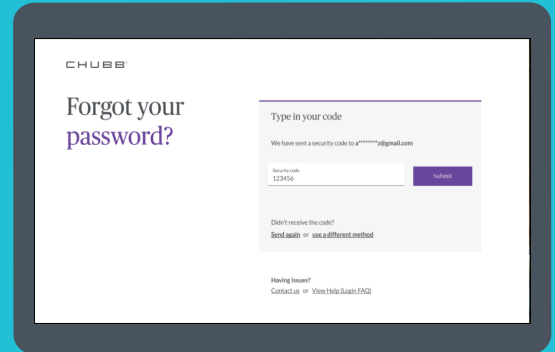 CHUBB®
Forgot your
password?
Type in your code
We have sent a security code to a********z@gmail.com
Security code
123456
Submit
Didn't receive the code?
Send again or use a different method
Having Issues?
Contact us or View Help (Login FAQ)